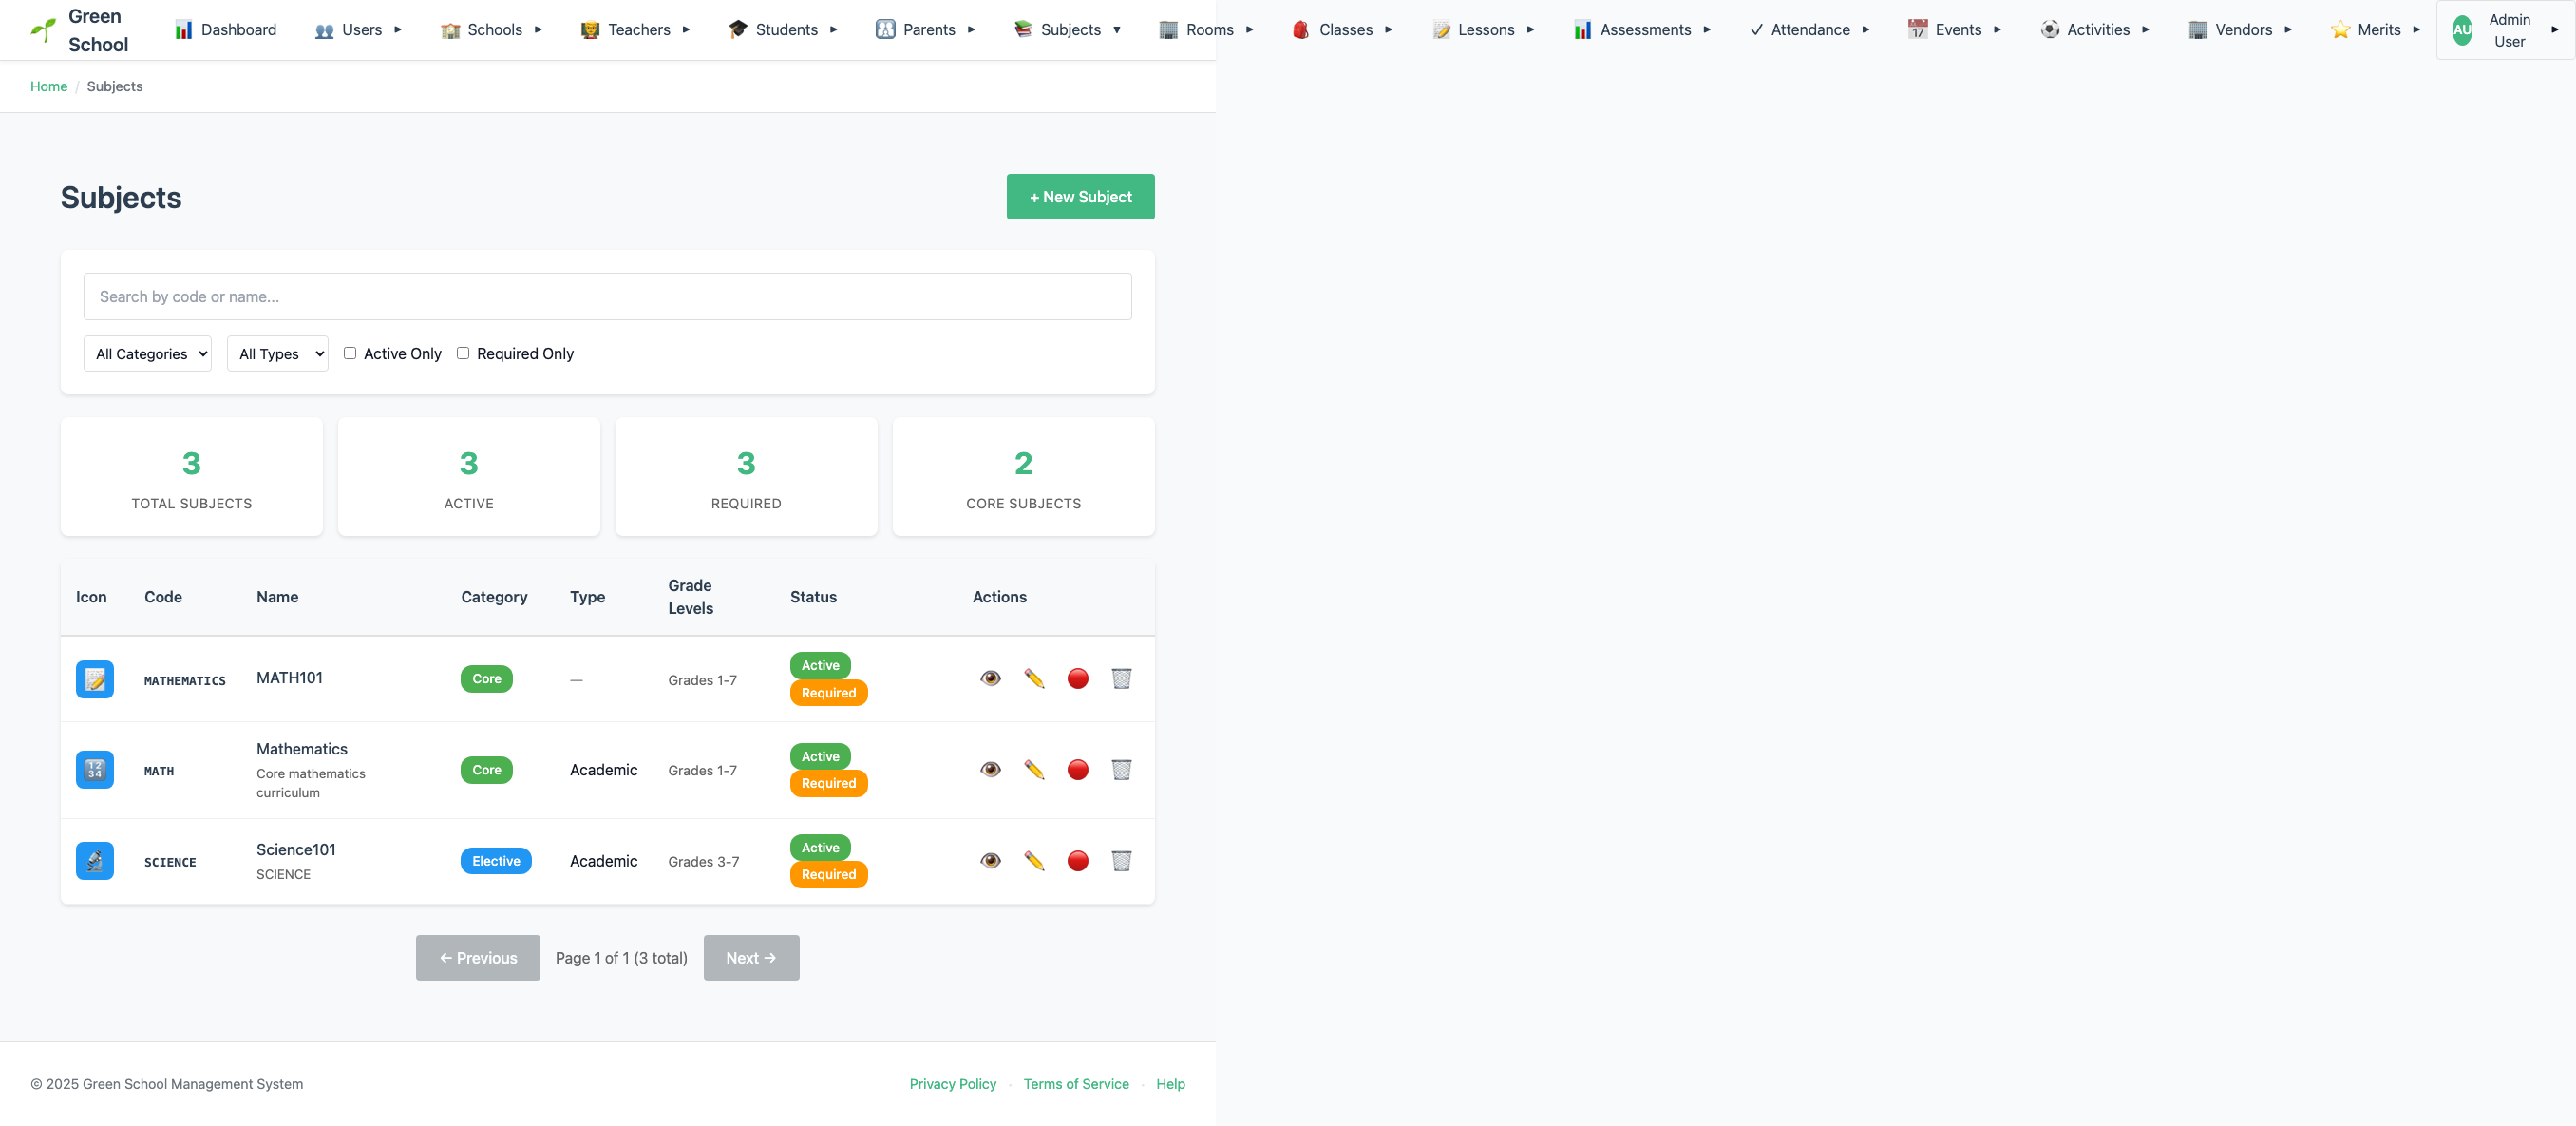 Green School
Dashboard
Users
Schools
Teachers
Students
Parents
Subjects
Rooms
Classes
Lessons
Assessments
Attendance
Events
Activities
Vendors
Merits
AU
Admin User
Home / Subjects
Subjects
+ New Subject
Search by code or name...
All Categories
All Types
Active Only
Required Only
3
TOTAL SUBJECTS
3
ACTIVE
3
REQUIRED
2
CORE SUBJECTS
Icon Code Name Category Type Grade Levels Status Actions
MATHEMATICS MATH101 Core — Grades 1-7 Active Required
MATH Mathematics Core mathematics curriculum Core Academic Grades 1-7 Active Required
SCIENCE Science101 SCIENCE Elective Academic Grades 3-7 Active Required
← Previous Page 1 of 1 (3 total) Next →
© 2025 Green School Management System
Privacy Policy · Terms of Service · Help